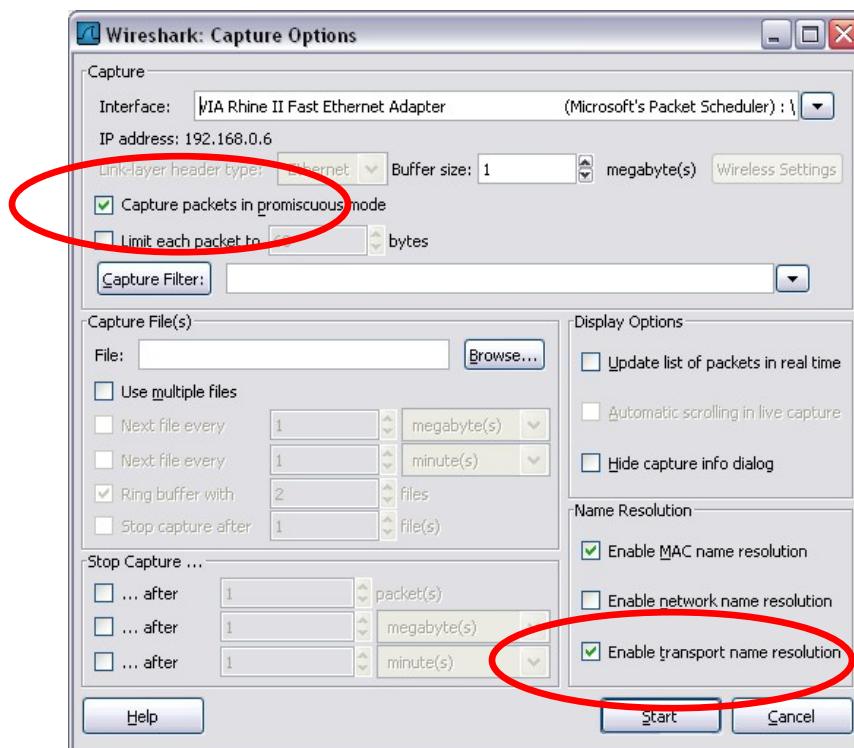 Wireshark: Capture Options
Capture
Interface: VIA Rhine II Fast Ethernet Adapter (Microsoft's Packet Scheduler) : \
IP address: 192.168.0.6
Link-layer header type: Ethernet Buffer size: 1 megabyte(s) Wireless Settings
Capture packets in promiscuous mode
Limit each packet to 68 bytes
Capture Filter:
Capture File(s)
File: Browse...
Use multiple files
Next file every 1 megabyte(s)
Next file every 1 minute(s)
Ring buffer with 2 files
Stop capture after 1 file(s)
Stop Capture ...
... after 1 packet(s)
... after 1 megabyte(s)
... after 1 minute(s)
Display Options
Update list of packets in real time
Automatic scrolling in live capture
Hide capture info dialog
Name Resolution
Enable MAC name resolution
Enable network name resolution
Enable transport name resolution
Help Start Cancel